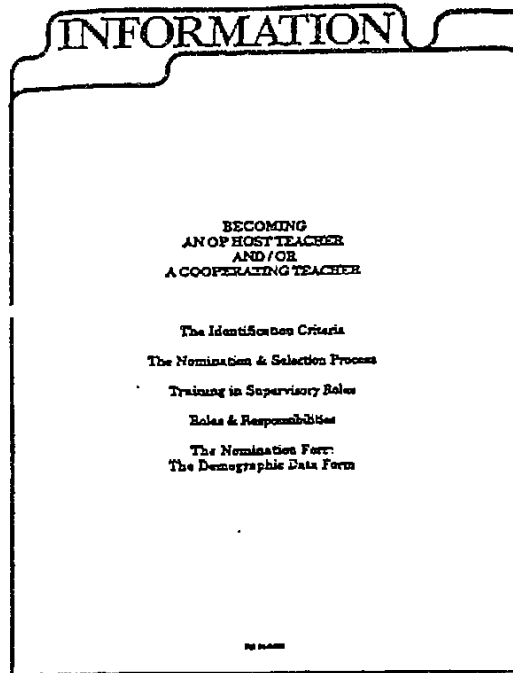 INFORMATION
BECOMING
AN OP HOST TEACHER
AND / OR
A COOPERATING TEACHER
The Identification Criteria
The Nomination & Selection Process
Training in Supervisory Roles
Roles & Responsibilities
The Nomination Form
The Demographic Data Form